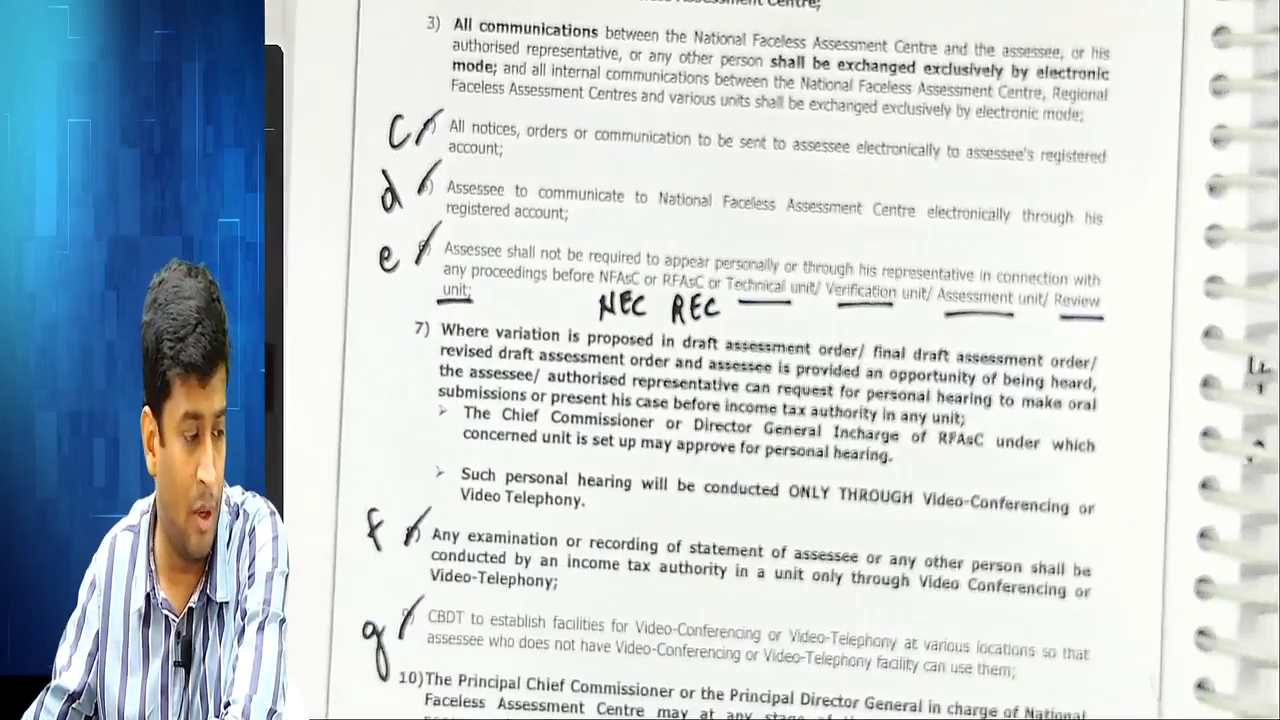 Assessment Centre;
3) All communications between the National Faceless Assessment Centre and the assessee, or his
authorised representative, or any other person shall be exchanged exclusively by electronic
mode; and all internal communications between the National Faceless Assessment Centre, Regional
Faceless Assessment Centres and various units shall be exchanged exclusively by electronic mode;
c All notices, orders or communication to be sent to assessee electronically to assessee's registered
account;
d Assessee to communicate to National Faceless Assessment Centre electronically through his
registered account;
e Assessee shall not be required to appear personally or through his representative in connection with
any proceedings before NFAsC or RFAsC or Technical unit/ Verification unit/ Assessment unit/ Review
unit;
NEC REC
7) Where variation is proposed in draft assessment order/ final draft assessment order/
revised draft assessment order and assessee is provided an opportunity of being heard,
the assessee/ authorised representative can request for personal hearing to make oral
submissions or present his case before income tax authority in any unit;
➢ The Chief Commissioner or Director General Incharge of RFAsC under which
concerned unit is set up may approve for personal hearing.
➢ Such personal hearing will be conducted ONLY THROUGH Video-Conferencing or
Video Telephony.
f Any examination or recording of statement of assessee or any other person shall be
conducted by an income tax authority in a unit only through Video Conferencing or
Video-Telephony;
g CBDT to establish facilities for Video-Conferencing or Video-Telephony at various locations so that
assessee who does not have Video-Conferencing or Video-Telephony facility can use them;
10) The Principal Chief Commissioner or the Principal Director General in charge of National
Faceless Assessment Centre may at any stage of the